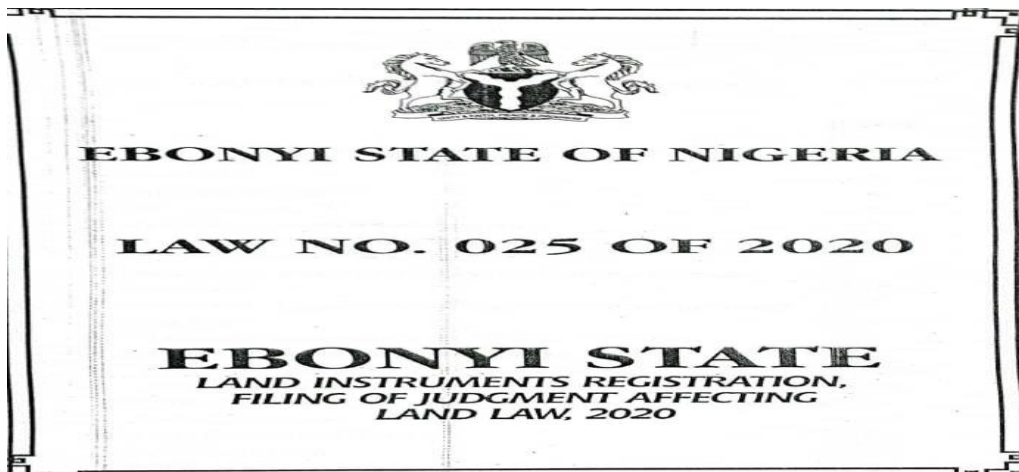 EBONYI STATE OF NIGERIA
LAW NO. 025 OF 2020
EBONYI STATE
LAND INSTRUMENTS REGISTRATION,
FILING OF JUDGMENT AFFECTING
LAND LAW, 2020